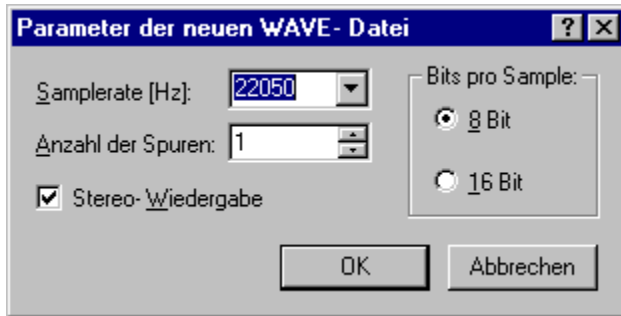 Parameter der neuen WAVE- Datei
Samplerate [Hz]: 22050
Anzahl der Spuren: 1
Stereo- Wiedergabe
Bits pro Sample:
8 Bit
16 Bit
OK Abbrechen